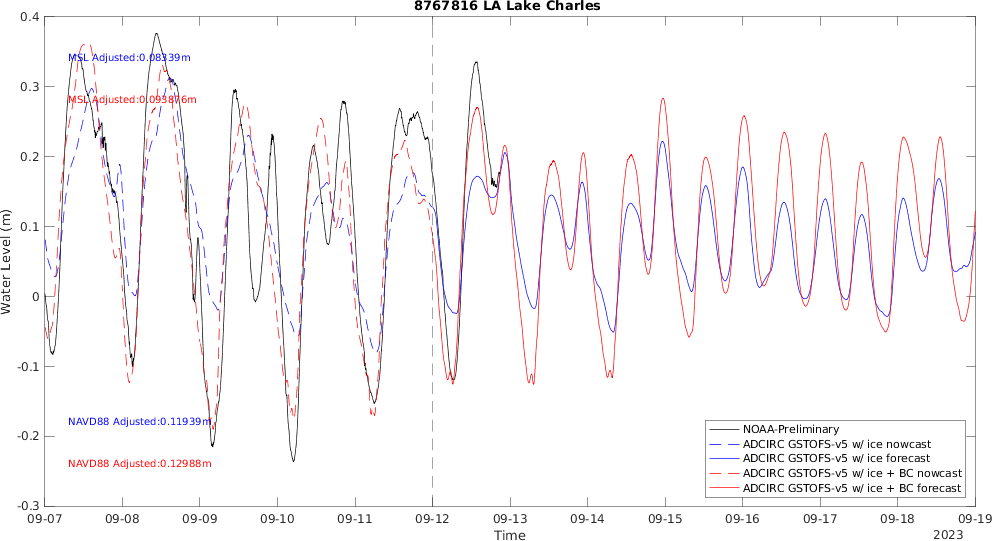 8767816 LA Lake Charles
0.4
0.3
0.2
0.1
0
-0.1
-0.2
-0.3
Water Level (m)
MSL Adjusted:0.08339m
MSL Adjusted:0.093876m
NAVD88 Adjusted:0.11939m
NAVD88 Adjusted:0.12988m
NOAA-Preliminary
ADCIRC GSTOFS-v5 w/ ice nowcast
ADCIRC GSTOFS-v5 w/ ice forecast
ADCIRC GSTOFS-v5 w/ ice + BC nowcast
ADCIRC GSTOFS-v5 w/ ice + BC forecast
09-07 09-08 09-09 09-10 09-11 09-12 09-13 09-14 09-15 09-16 09-17 09-18 09-19
Time
2023